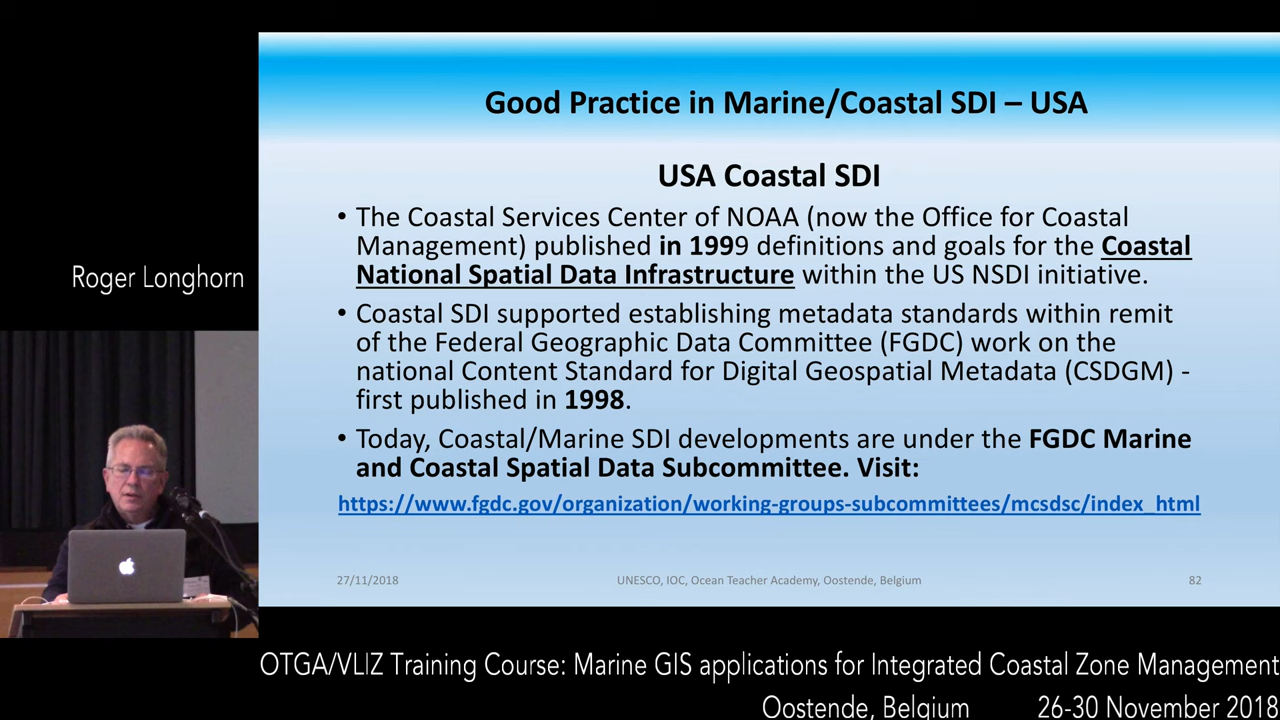 Good Practice in Marine/Coastal SDI – USA
USA Coastal SDI
• The Coastal Services Center of NOAA (now the Office for Coastal
Management) published in 1999 definitions and goals for the Coastal
National Spatial Data Infrastructure within the US NSDI initiative.
• Coastal SDI supported establishing metadata standards within remit
of the Federal Geographic Data Committee (FGDC) work on the
national Content Standard for Digital Geospatial Metadata (CSDGM) -
first published in 1998.
• Today, Coastal/Marine SDI developments are under the FGDC Marine
and Coastal Spatial Data Subcommittee. Visit:
https://www.fgdc.gov/organization/working-groups-subcommittees/mcsdsc/index_html
27/11/2018 UNESCO, IOC, Ocean Teacher Academy, Oostende, Belgium 82
Roger Longhorn
OTGA/VLIZ Training Course: Marine GIS applications for Integrated Coastal Zone Management
Oostende, Belgium 26-30 November 2018